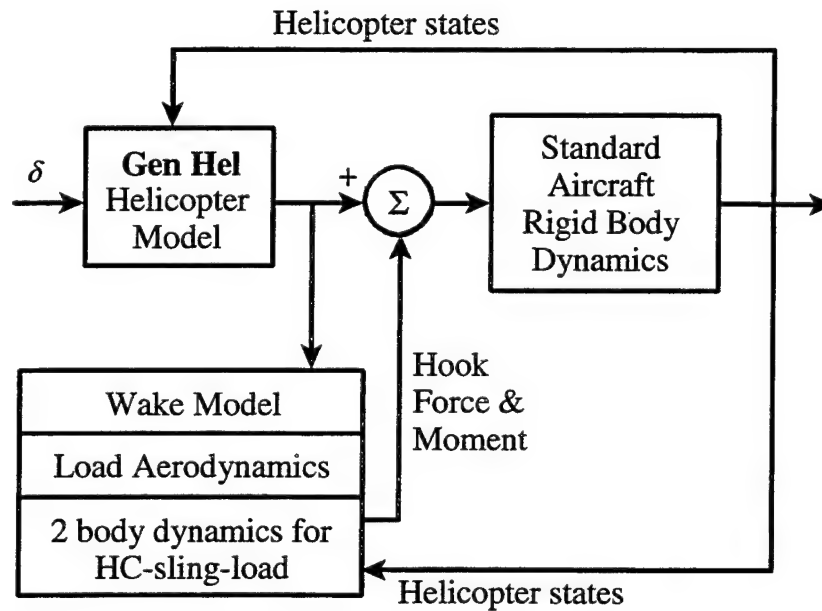 Helicopter states
δ
Gen Hel
Helicopter
Model
+
Σ
Standard
Aircraft
Rigid Body
Dynamics
Hook
Force &
Moment
Wake Model
Load Aerodynamics
2 body dynamics for
HC-sling-load
Helicopter states